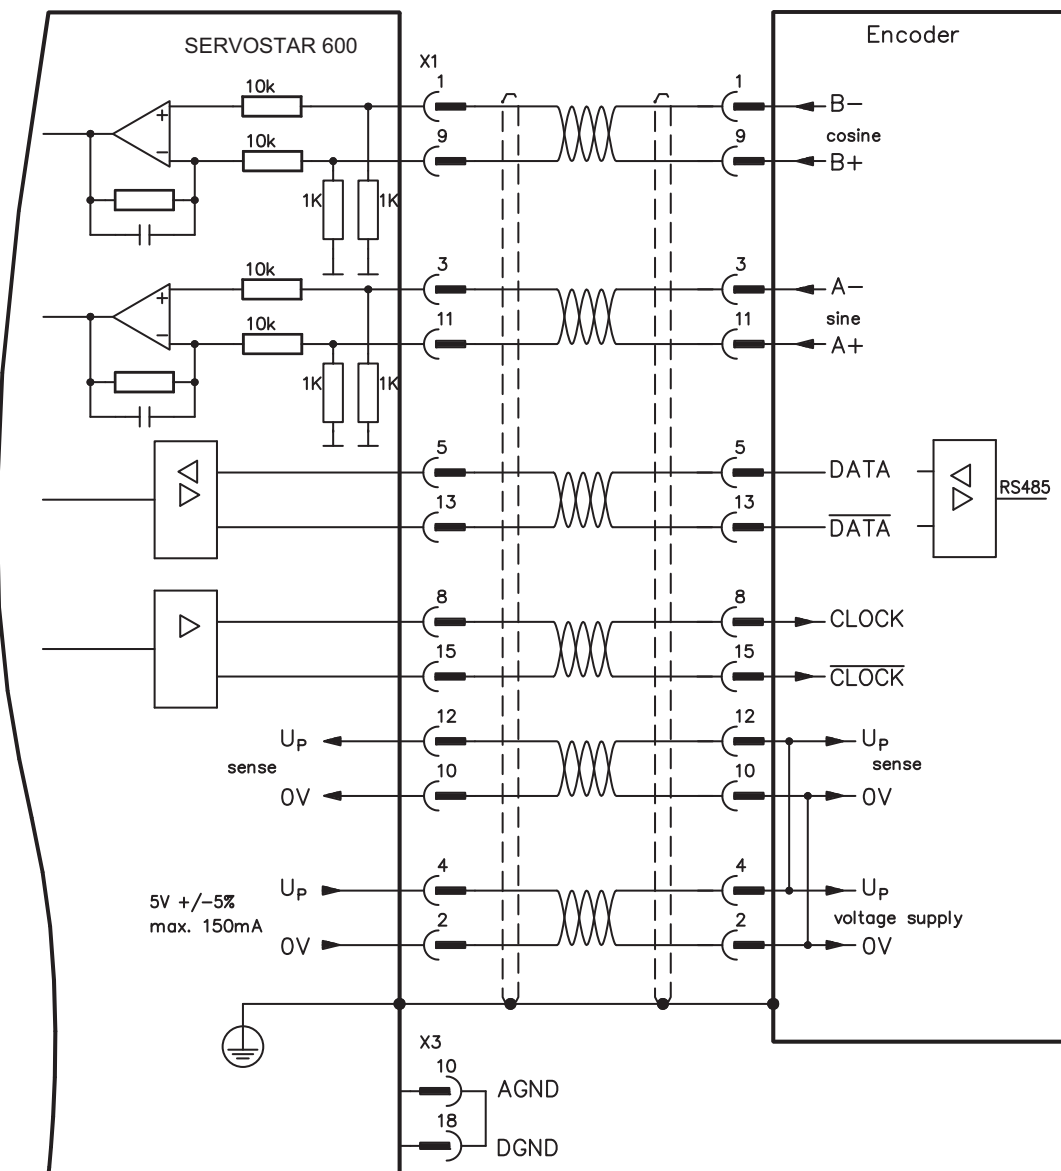 SERVOSTAR 600
Encoder
X1
10k
1
1
B-
cosine
10k
9
9
B+
1K
1K
10k
3
3
A-
sine
10k
11
11
A+
1K
1K
5
5
DATA
RS485
13
13
DATA
8
8
CLOCK
15
15
CLOCK
UP
12
12
UP
sense
sense
0V
10
10
0V
5V +/-5%
max. 150mA
UP
4
4
UP
voltage supply
0V
2
2
0V
X3
10
AGND
18
DGND